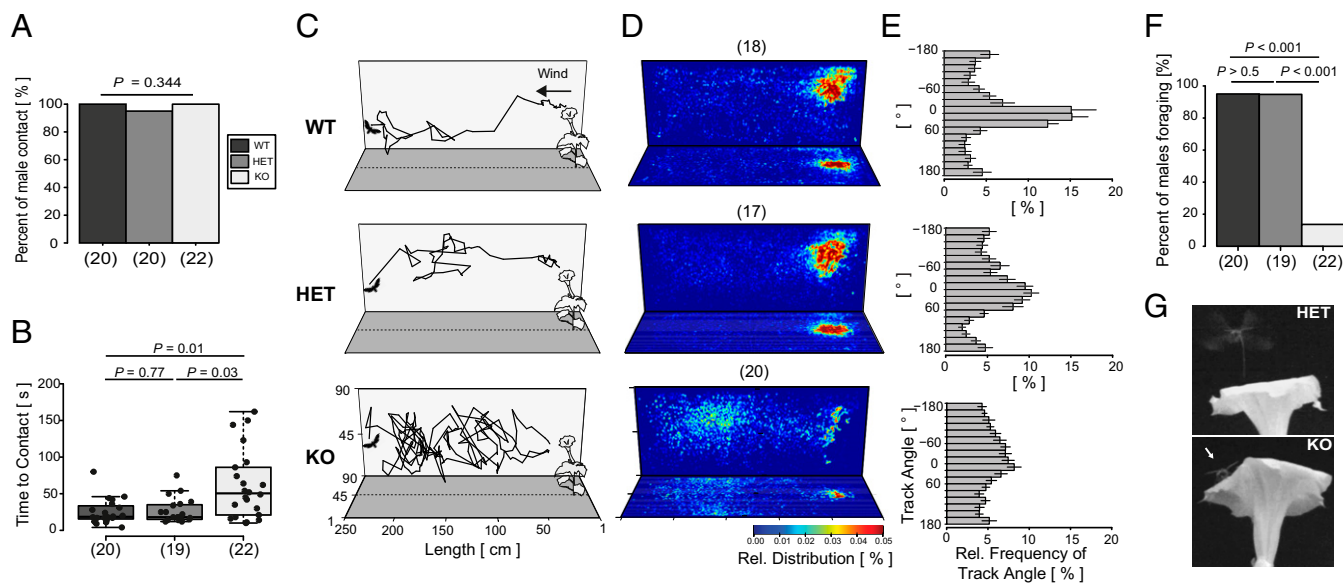 A
P = 0.344
Percent of male contact [ % ]
100
80
60
40
20
0
(20) (20) (22)
WT
HET
KO
B
P = 0.01
P = 0.77 P = 0.03
Time to Contact [ s ]
200
150
100
50
0
(20) (19) (22)
C
WT
Wind
HET
KO
90
45
90
45
1
250 200 150 100 50 1
Length [ cm ]
D
(18)
(17)
(20)
0.00 0.01 0.02 0.03 0.04 0.05
Rel. Distribution [ % ]
E
−180
−60
0
60
180
[ ° ]
0 5 10 15 20
[ % ]
−180
−60
0
60
180
[ ° ]
0 5 10 15 20
[ % ]
−180
−60
0
60
180
Track Angle [ ° ]
0 5 10 15 20
Rel. Frequency of
Track Angle [ % ]
F
P < 0.001
P > 0.5 P < 0.001
Percent of males foraging [%]
100
80
60
40
20
0
(20) (19) (22)
G
HET
KO